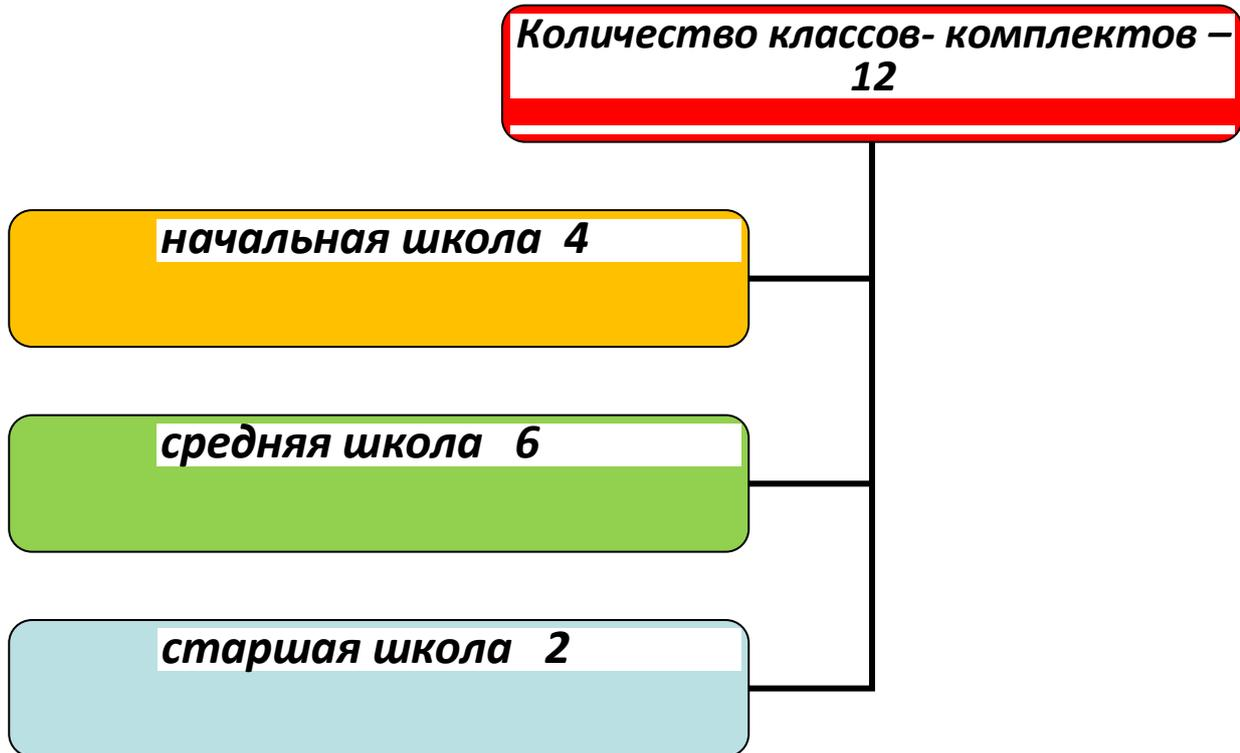 Количество классов- комплектов –
12
начальная школа 4
средняя школа 6
старшая школа 2